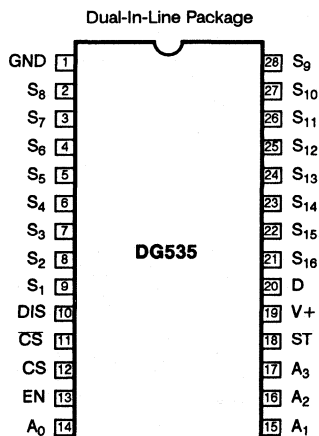 Dual-In-Line Package
GND 1 28 S9
S8 2 27 S10
S7 3 26 S11
S6 4 25 S12
S5 5 24 S13
S4 6 23 S14
S3 7 22 S15
S2 8 21 S16
S1 9 20 D
DIS 10 19 V+
C̅S̅ 11 18 ST
CS 12 17 A3
EN 13 16 A2
A0 14 15 A1
DG535